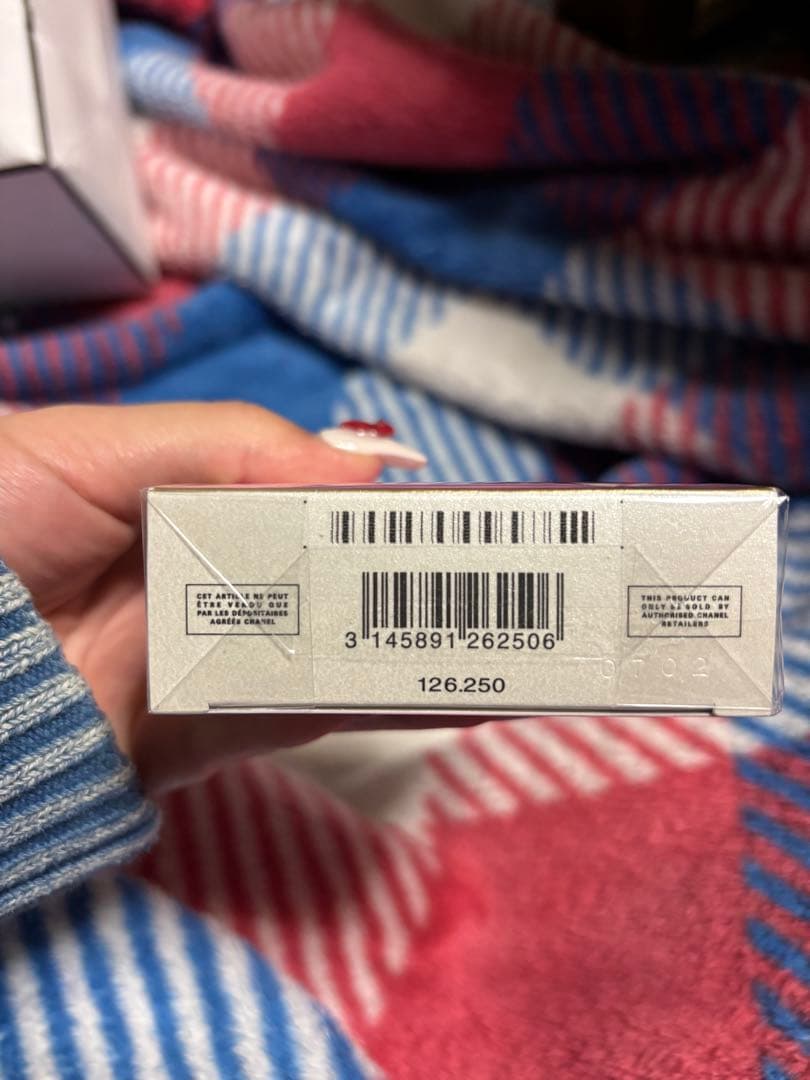 CET ARTICLE NE PEUT
ÊTRE VENDU QUE
PAR LES DÉPOSITAIRES
AGRÉÉS CHANEL
3 145891 262506
126.250
THIS PRODUCT CAN
ONLY BE SOLD BY
AUTHORISED CHANEL
RETAILERS